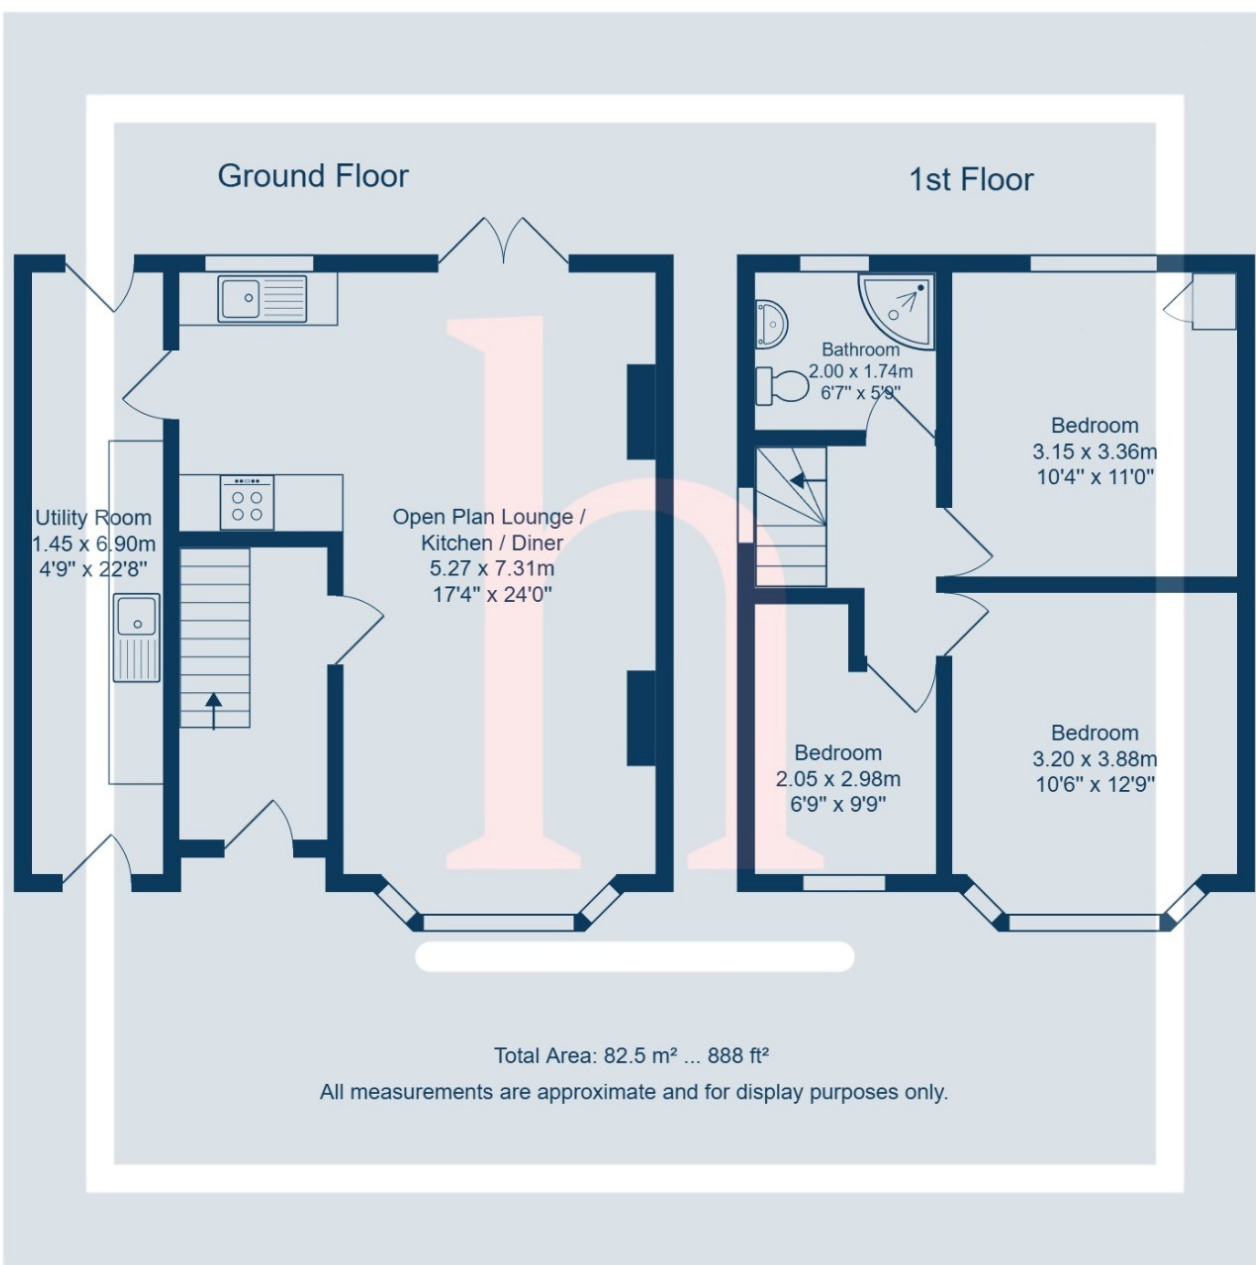 Ground Floor
1st Floor
Bathroom
2.00 x 1.74m
6'7" x 5'9"
Bedroom
3.15 x 3.36m
10'4" x 11'0"
Utility Room
1.45 x 6.90m
4'9" x 22'8"
Open Plan Lounge /
Kitchen / Diner
5.27 x 7.31m
17'4" x 24'0"
Bedroom
2.05 x 2.98m
6'9" x 9'9"
Bedroom
3.20 x 3.88m
10'6" x 12'9"
h
Total Area: 82.5 m² ... 888 ft²
All measurements are approximate and for display purposes only.